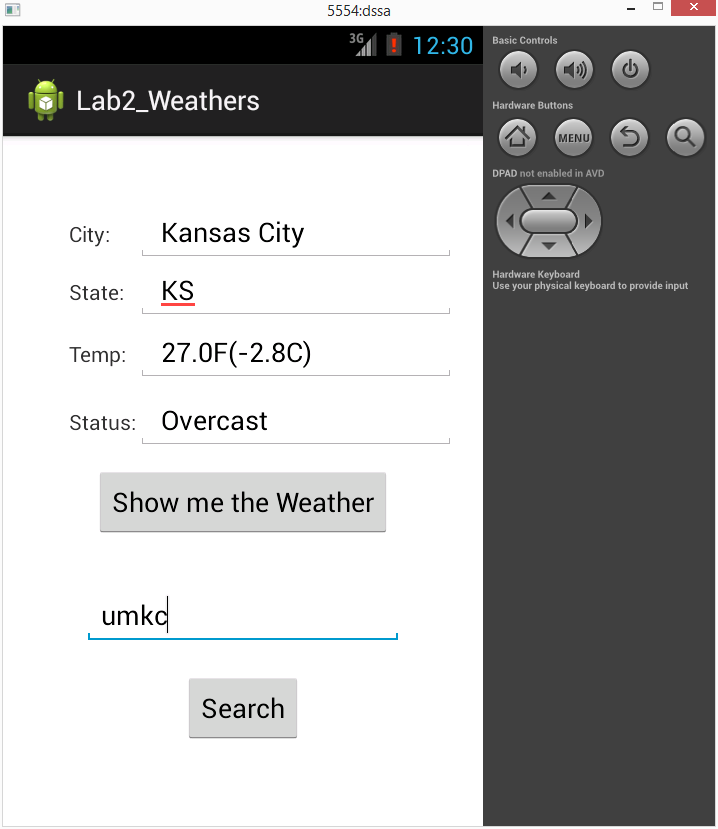 5554:dssa
3G 12:30
Lab2_Weathers
City: Kansas City
State: KS
Temp: 27.0F(-2.8C)
Status: Overcast
Show me the Weather
umkc
Search
Basic Controls
Hardware Buttons
MENU
DPAD not enabled in AVD
Hardware Keyboard
Use your physical keyboard to provide input